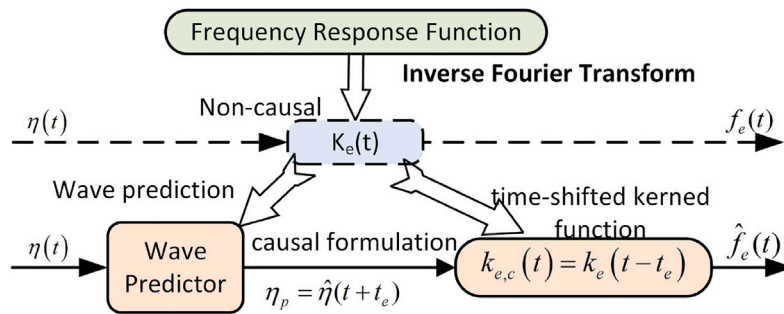 Frequency Response Function
Inverse Fourier Transform
Non-causal
η(t)
Kₑ(t)
fₑ(t)
Wave prediction
time-shifted kerned
function
η(t)
Wave
Predictor
causal formulation
ηₚ = η̂(t+tₑ)
k_{e,c}(t) = kₑ(t−tₑ)
f̂ₑ(t)